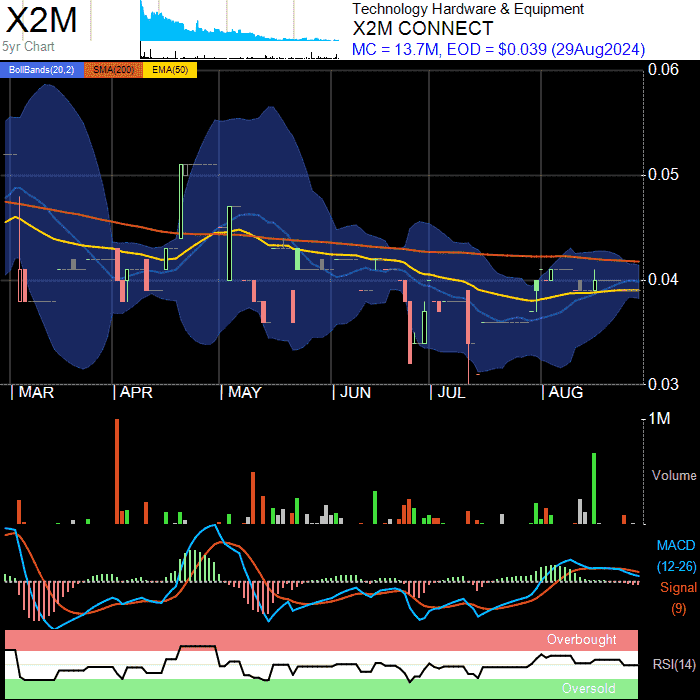 X2M
5yr Chart
Technology Hardware & Equipment
X2M CONNECT
MC = 13.7M, EOD = $0.039 (29Aug2024)
BollBands(20,2) SMA(200) EMA(50)
0.06
0.05
0.04
0.03
MAR APR MAY JUN JUL AUG
1M
Volume
MACD
(12-26)
Signal
(9)
Overbought
RSI(14)
Oversold